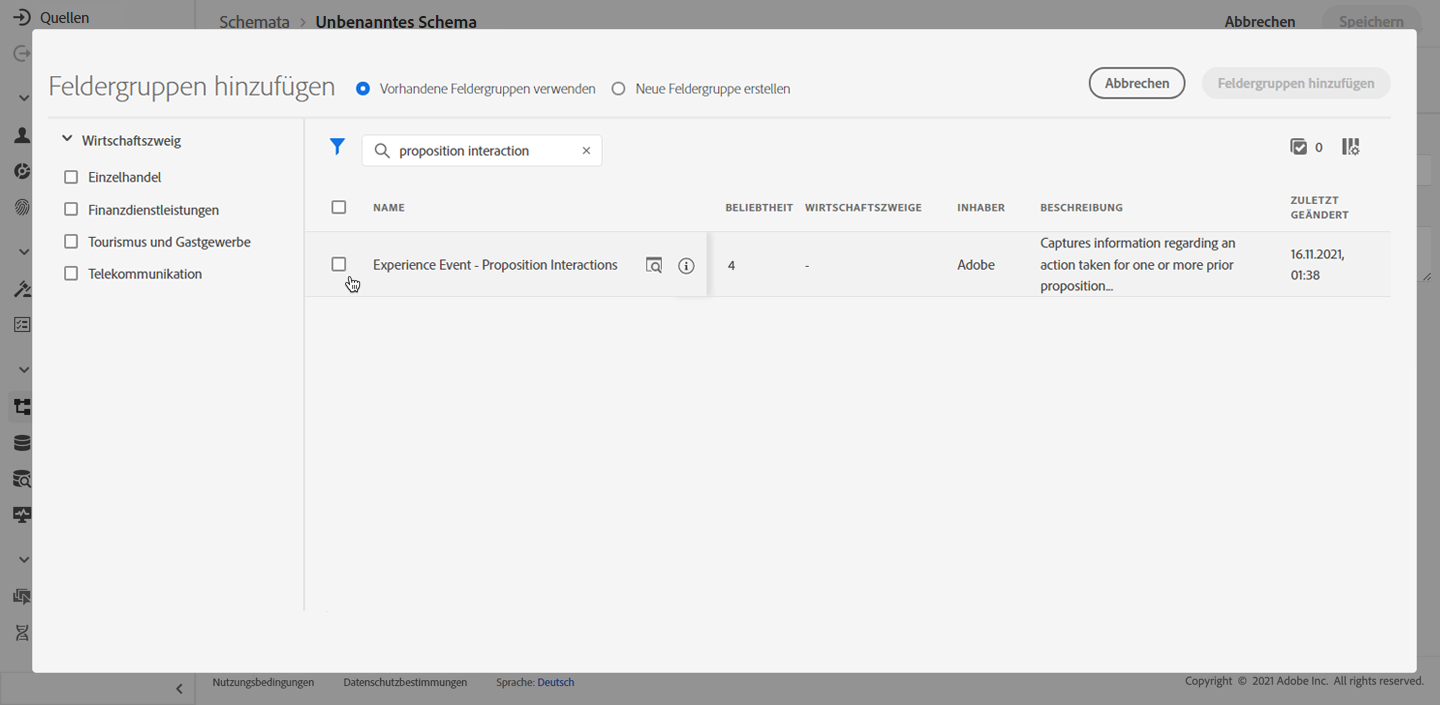 Quellen
Schemata > Unbenanntes Schema
Abbrechen
Speichern
Feldergruppen hinzufügen
Vorhandene Feldergruppen verwenden
Neue Feldergruppe erstellen
Abbrechen
Feldergruppen hinzufügen
Wirtschaftszweig
Einzelhandel
Finanzdienstleistungen
Tourismus und Gastgewerbe
Telekommunikation
proposition interaction
0
NAME
BELIEBTHEIT
WIRTSCHAFTSZWEIGE
INHABER
BESCHREIBUNG
ZULETZT
GEÄNDERT
Experience Event - Proposition Interactions
4
-
Adobe
Captures information regarding an
action taken for one or more prior
proposition...
16.11.2021,
01:38
Nutzungsbedingungen
Datenschutzbestimmungen
Sprache: Deutsch
Copyright © 2021 Adobe Inc. All rights reserved.